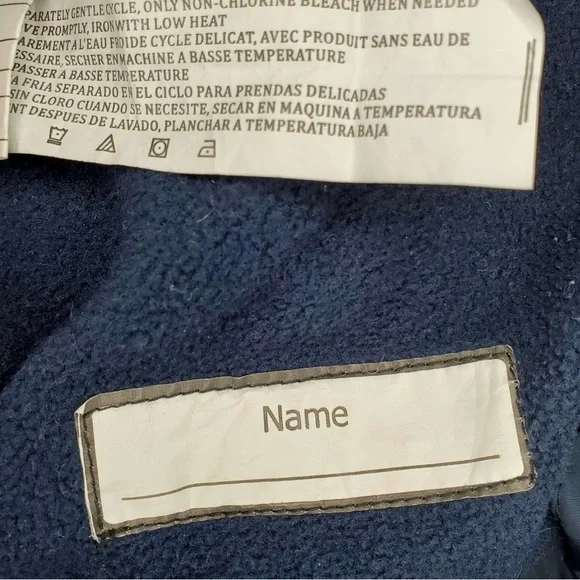 PARATELY GENTLE CYCLE, ONLY NON-CHLORINE BLEACH WHEN NEEDED
VE PROMPTLY, IRON WITH LOW HEAT
AREMENT A L'EAU FROIDE CYCLE DELICAT, AVEC PRODUIT SANS EAU DE
ESSAIRE, SECHER EN MACHINE A BASSE TEMPERATURE
PASSER A BASSE TEMPERATURE
A FRIA SEPARADO EN EL CICLO PARA PRENDAS DELICADAS
SIN CLORO CUANDO SE NECESITE, SECAR EN MAQUINA A TEMPERATURA
NT DESPUES DE LAVADO, PLANCHAR A TEMPERATURA BAJA
Name